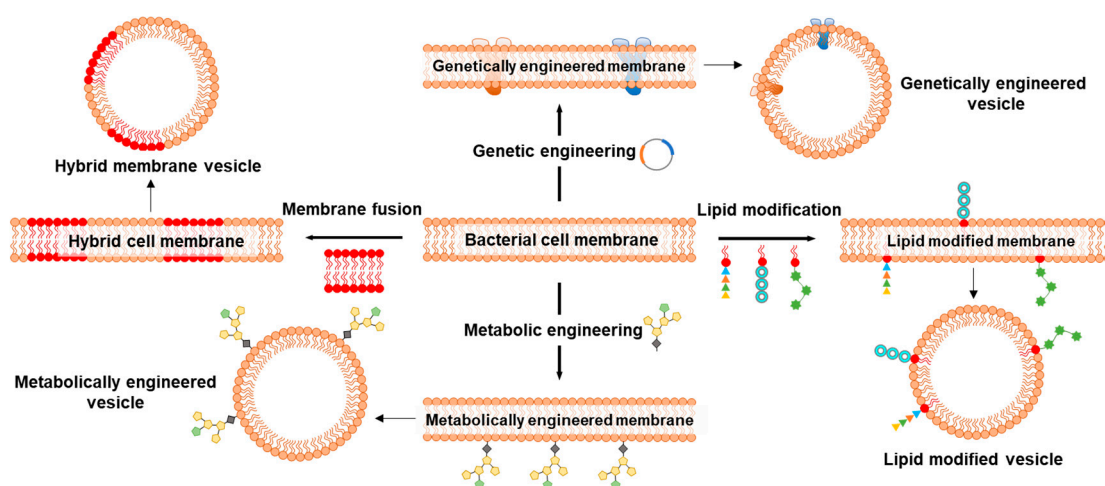 Genetically engineered membrane
Genetically engineered
vesicle
Genetic engineering
Hybrid membrane vesicle
Membrane fusion
Lipid modification
Hybrid cell membrane
Bacterial cell membrane
Lipid modified membrane
Metabolic engineering
Metabolically engineered
vesicle
Metabolically engineered membrane
Lipid modified vesicle